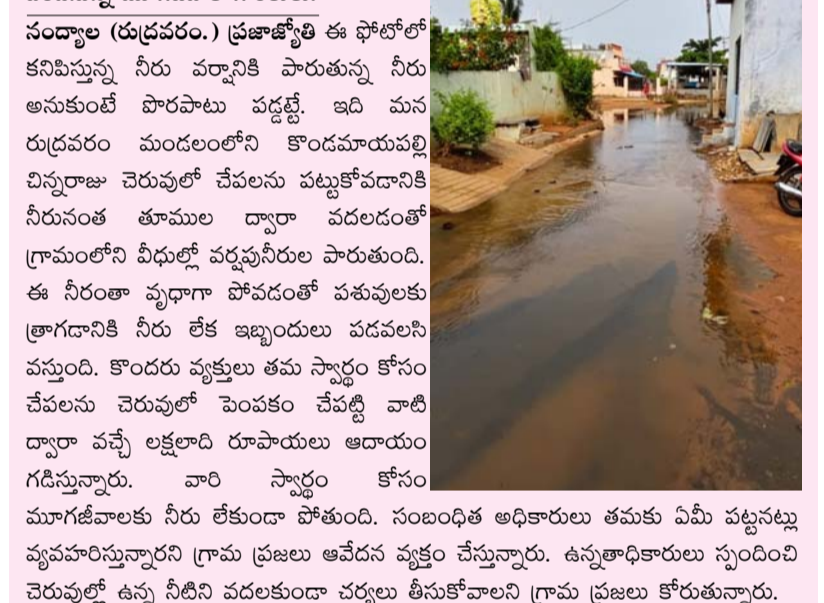 నంద్యాల (రుద్రవరం.) ప్రజాజ్యోతి ఈ ఫోటోలో
కనిపిస్తున్న నీరు వర్షానికి పారుతున్న నీరు
అనుకుంటే పొరపాటు పడ్డట్టే. ఇది మన
రుద్రవరం మండలంలోని కొండమాయపల్లి
చిన్నరాజు చెరువులో చేపలను పట్టుకోవడానికి
నీరునంత తూముల ద్వారా వదలడంతో
గ్రామంలోని వీధుల్లో వర్షపునీరుల పారుతుంది.
ఈ నీరంతా వృధాగా పోవడంతో పశువులకు
త్రాగడానికి నీరు లేక ఇబ్బందులు పడవలసి
వస్తుంది. కొందరు వ్యక్తులు తమ స్వార్థం కోసం
చేపలను చెరువులో పెంపకం చేపట్టి వాటి
ద్వారా వచ్చే లక్షలాది రూపాయలు ఆదాయం
గడిస్తున్నారు. వారి స్వార్థం కోసం
మూగజీవాలకు నీరు లేకుండా పోతుంది. సంబంధిత అధికారులు తమకు ఏమీ పట్టనట్లు
వ్యవహరిస్తున్నారని గ్రామ ప్రజలు ఆవేదన వ్యక్తం చేస్తున్నారు. ఉన్నతాధికారులు స్పందించి
చెరువుల్లో ఉన్న నీటిని వదలకుండా చర్యలు తీసుకోవాలని గ్రామ ప్రజలు కోరుతున్నారు.